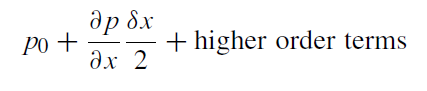 p₀ + ∂p/∂x δx/2 + higher order terms